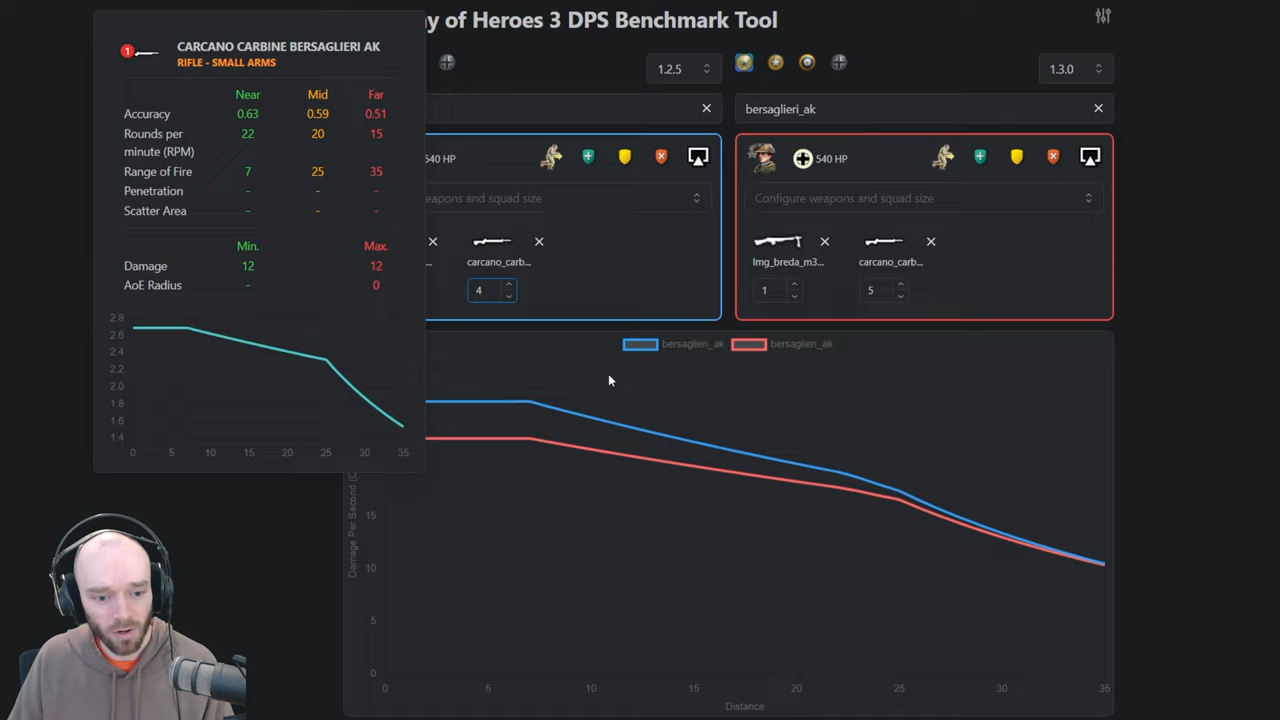 ny of Heroes 3 DPS Benchmark Tool
1 CARCANO CARBINE BERSAGLIERI AK
RIFLE - SMALL ARMS
Near Mid Far
Accuracy 0.63 0.59 0.51
Rounds per minute (RPM) 22 20 15
Range of Fire 7 25 35
Penetration - - -
Scatter Area - - -
Min. Max.
Damage 12 12
AoE Radius - 0
2.8
2.6
2.4
2.2
2.0
1.8
1.6
1.4
0 5 10 15 20 25 30 35
1.2.5
1.3.0
bersaglieri_ak
540 HP
540 HP
eapons and squad size
Configure weapons and squad size
... carcano_carb...
lmg_breda_m3... carcano_carb...
4
1 5
bersaglieri_ak bersaglieri_ak
Damage Per Second (D
15
10
5
0
0 5 10 15 20 25 30 35
Distance